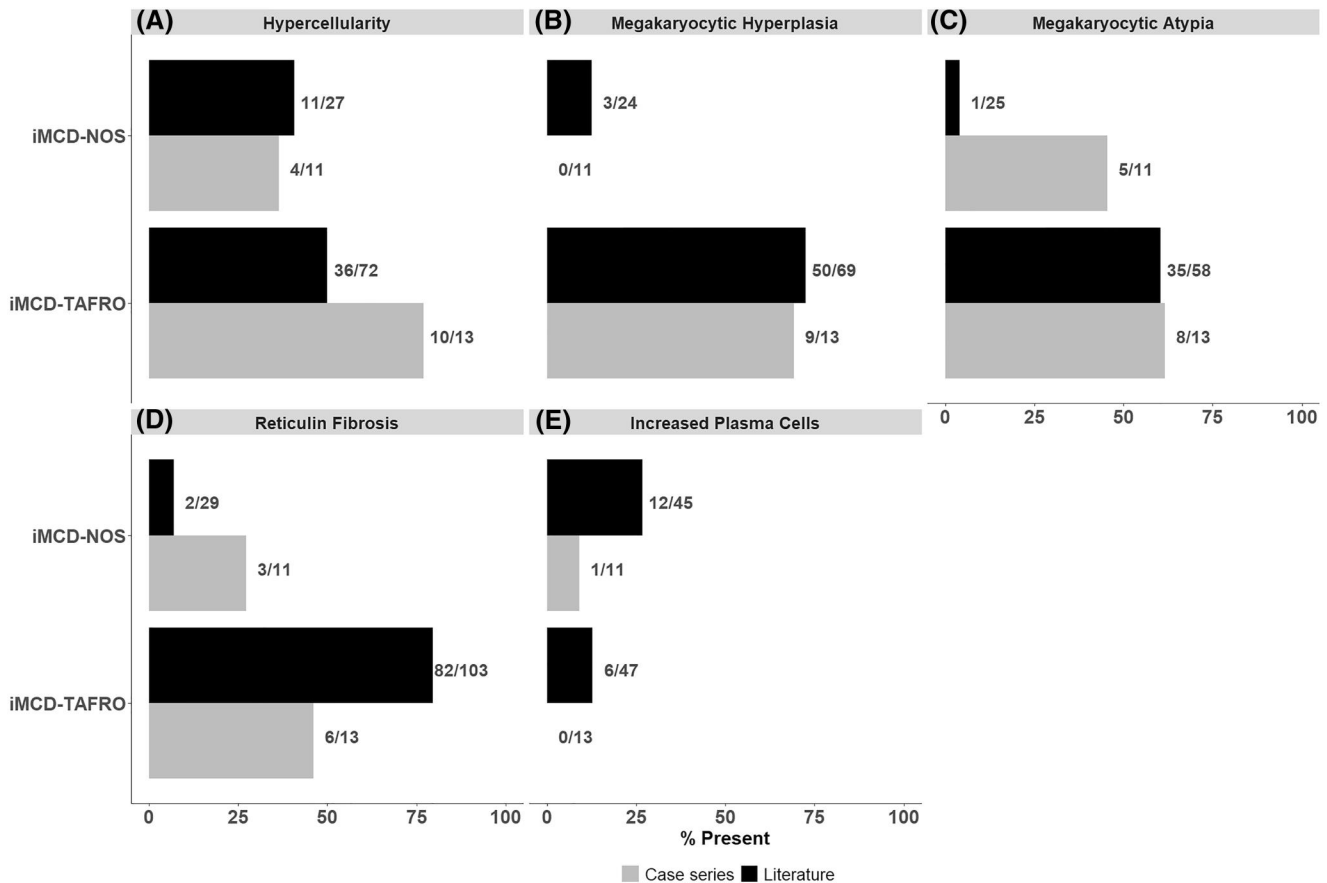 (A) Hypercellularity
(B) Megakaryocytic Hyperplasia
(C) Megakaryocytic Atypia
iMCD-NOS
11/27
4/11
3/24
0/11
1/25
5/11
iMCD-TAFRO
36/72
10/13
50/69
9/13
35/58
8/13
0 25 50 75 100
(D) Reticulin Fibrosis
(E) Increased Plasma Cells
iMCD-NOS
2/29
3/11
12/45
1/11
iMCD-TAFRO
82/103
6/13
6/47
0/13
0 25 50 75 100
0 25 50 75 100
% Present
Case series Literature